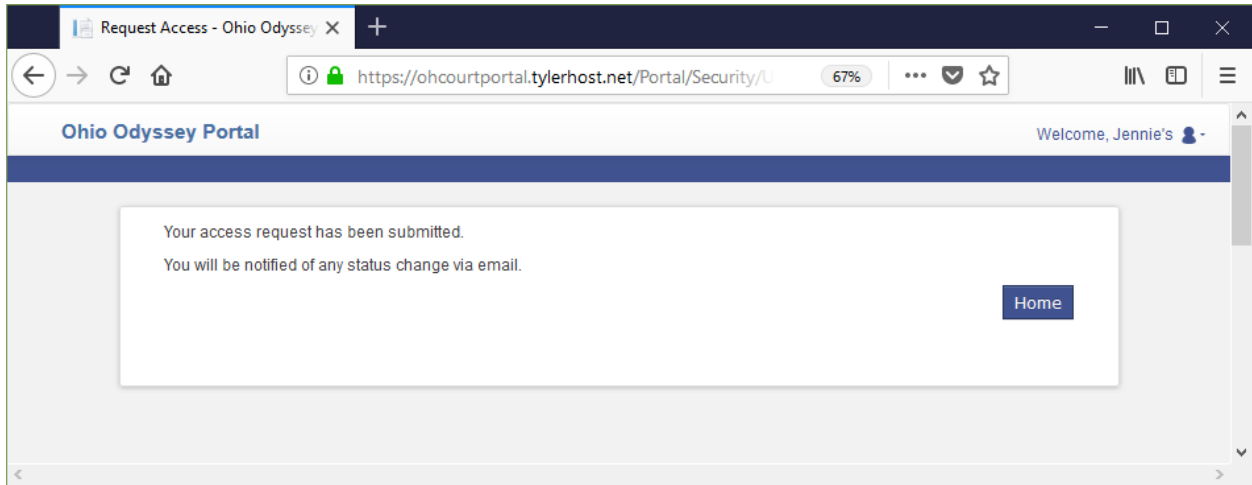 Request Access - Ohio Odyssey
https://ohcourtportal.tylerhost.net/Portal/Security/U
67%
Ohio Odyssey Portal
Welcome, Jennie's
Your access request has been submitted.
You will be notified of any status change via email.
Home